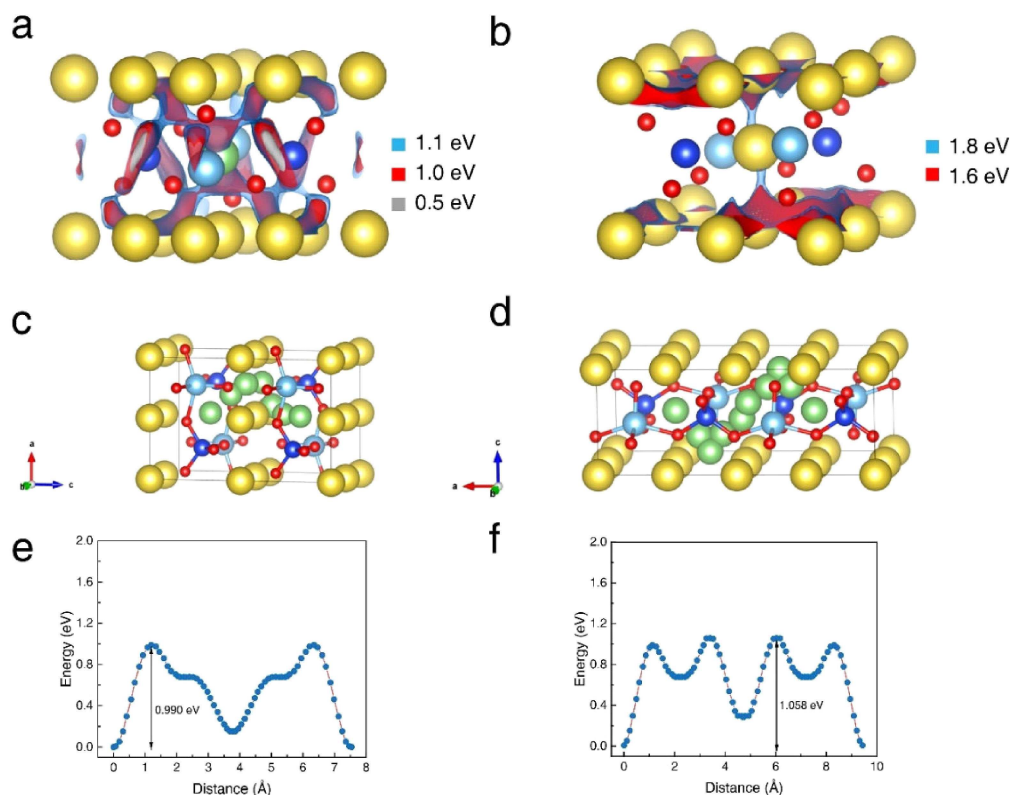 a
b
1.1 eV
1.0 eV
0.5 eV
1.8 eV
1.6 eV
c
d
a
b
c
c
a
b
e
f
2.0
1.6
1.2
0.8
0.4
0.0
Energy (eV)
0.990 eV
0 1 2 3 4 5 6 7 8
Distance (Å)
2.0
1.6
1.2
0.8
0.4
0.0
Energy (eV)
1.058 eV
0 2 4 6 8 10
Distance (Å)